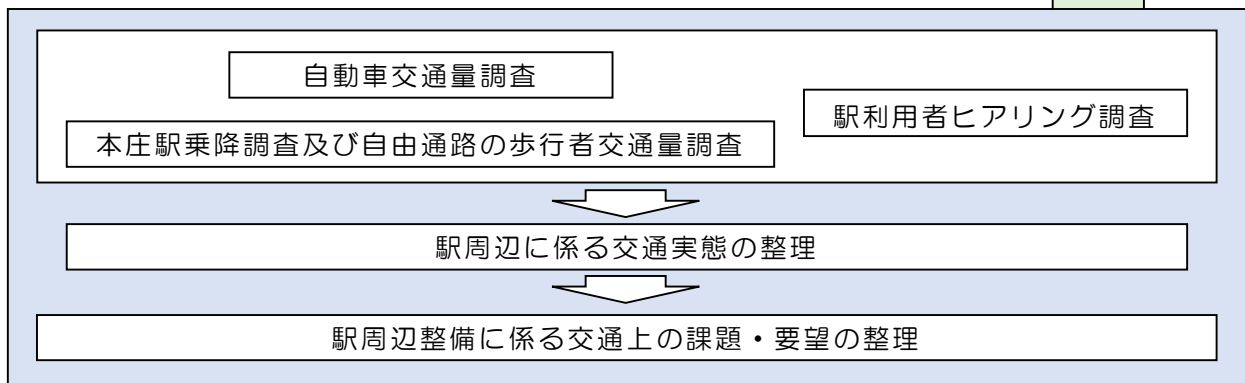 自動車交通量調査
駅利用者ヒアリング調査
本庄駅乗降調査及び自由通路の歩行者交通量調査
駅周辺に係る交通実態の整理
駅周辺整備に係る交通上の課題・要望の整理